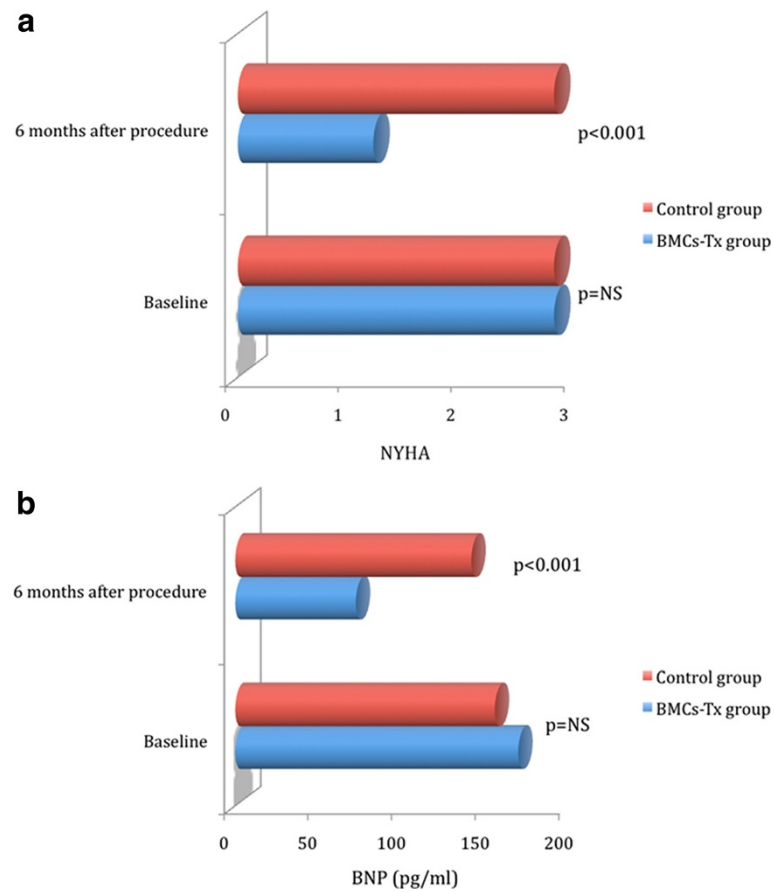 a
6 months after procedure
p<0.001
Control group
BMCs-Tx group
Baseline
p=NS
0 1 2 3
NYHA
b
6 months after procedure
p<0.001
Control group
BMCs-Tx group
Baseline
p=NS
0 50 100 150 200
BNP (pg/ml)